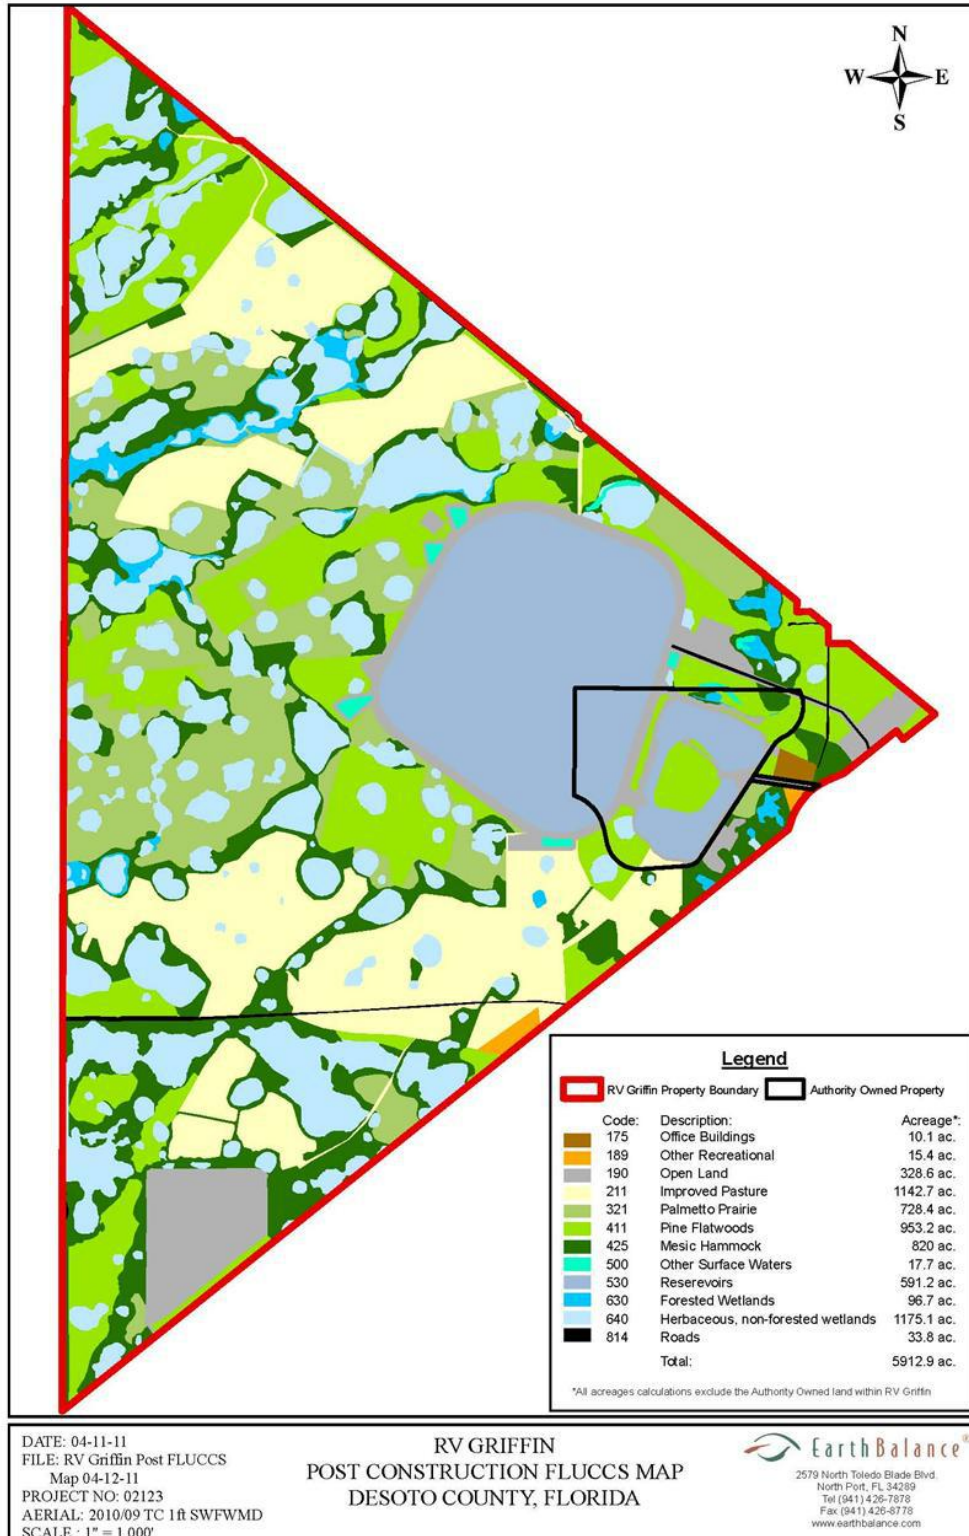 N
W E
S
Legend
RV Griffin Property Boundary Authority Owned Property
Code: Description: Acreage*:
175 Office Buildings 10.1 ac.
189 Other Recreational 15.4 ac.
190 Open Land 328.6 ac.
211 Improved Pasture 1142.7 ac.
321 Palmetto Prairie 728.4 ac.
411 Pine Flatwoods 953.2 ac.
425 Mesic Hammock 820 ac.
500 Other Surface Waters 17.7 ac.
530 Reserevoirs 591.2 ac.
630 Forested Wetlands 96.7 ac.
640 Herbaceous, non-forested wetlands 1175.1 ac.
814 Roads 33.8 ac.
Total: 5912.9 ac.
*All acreages calculations exclude the Authority Owned land within RV Griffin
DATE: 04-11-11
FILE: RV Griffin Post FLUCCS
Map 04-12-11
PROJECT NO: 02123
AERIAL: 2010/09 TC 1ft SWFWMD
SCALE : 1" = 1,000'
RV GRIFFIN
POST CONSTRUCTION FLUCCS MAP
DESOTO COUNTY, FLORIDA
EarthBalance®
2579 North Toledo Blade Blvd.
North Port, FL 34289
Tel (941) 426-7878
Fax (941) 426-8778
www.earthbalance.com